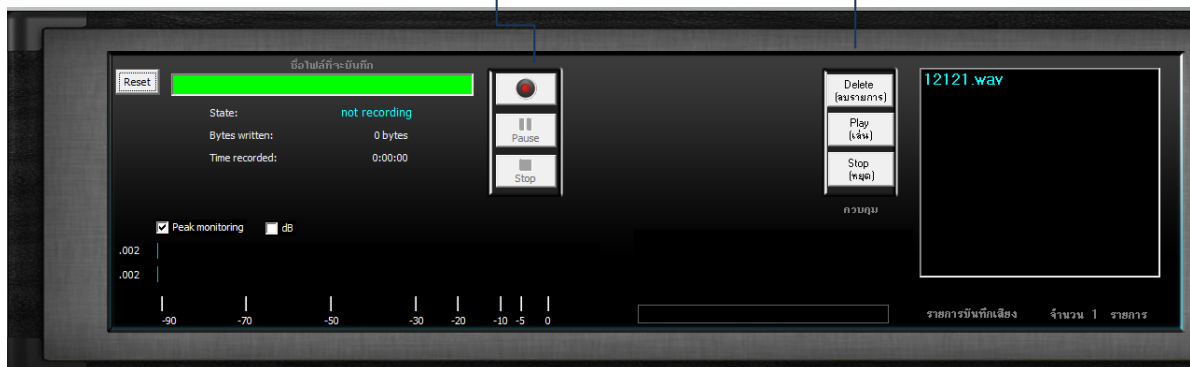 ชื่อไฟล์ที่จะบันทึก
Reset
State: not recording
Bytes written: 0 bytes
Time recorded: 0:00:00
Pause
Stop
Delete
(ลบรายการ)
Play
(เล่น)
Stop
(หยุด)
ควบคุม
12121.wav
Peak monitoring dB
.002
.002
-90 -70 -50 -30 -20 -10 -5 0
รายการบันทึกเสียง จำนวน 1 รายการ